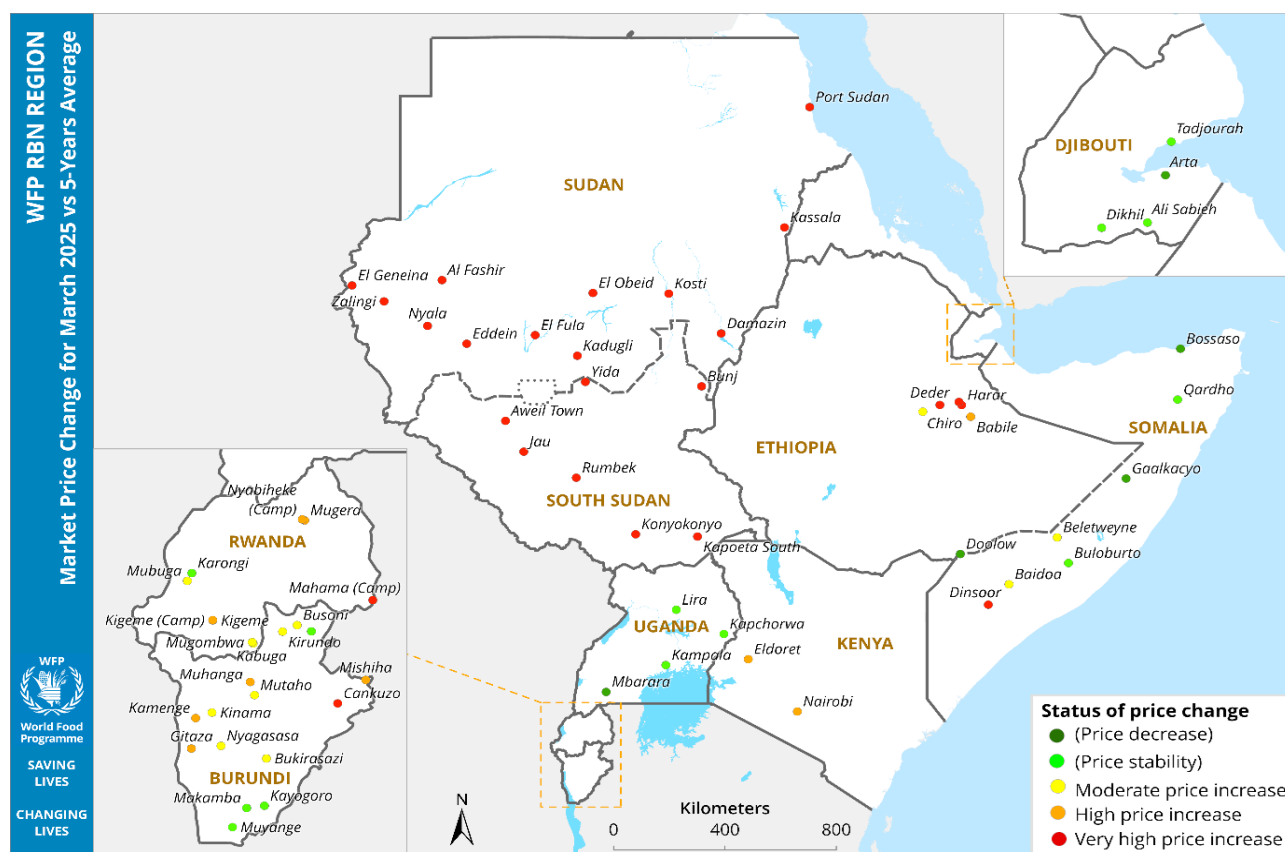 WFP RBN REGION
Market Price Change for March 2025 vs 5-Years Average
WFP
World Food
Programme
SAVING
LIVES
CHANGING
LIVES
Port Sudan
SUDAN
Kassala
El Geneina
Al Fashir
Zalingi
El Obeid
Kosti
Nyala
Eddein
El Fula
Damazin
Kadugli
Yida
Bunj
Aweil Town
Jau
Rumbek
SOUTH SUDAN
Konyokonyo
Kapoeta South
ETHIOPIA
Deder
Harar
Chiro
Babile
DJIBOUTI
Tadjourah
Arta
Dikhil
Ali Sabieh
Bossaso
Qardho
SOMALIA
Gaalkacyo
Beletweyne
Doolow
Buloburto
Baidoa
Dinsoor
Lira
UGANDA
Kapchorwa
Kampala
Mbarara
Eldoret
KENYA
Nairobi
Nyabiheke
(Camp)
Mugera
RWANDA
Karongi
Mubuga
Mahama (Camp)
Kigeme (Camp)
Kigeme
Busoni
Mugombwa
Kirundo
Kabuga
Muhanga
Mishiha
Mutaho
Cankuzo
Kamenge
Kinama
Gitaza
Nyagasasa
Bukirasazi
BURUNDI
Makamba
Kayogoro
Muyange
N
Kilometers
0 400 800
Status of price change
(Price decrease)
(Price stability)
Moderate price increase
High price increase
Very high price increase